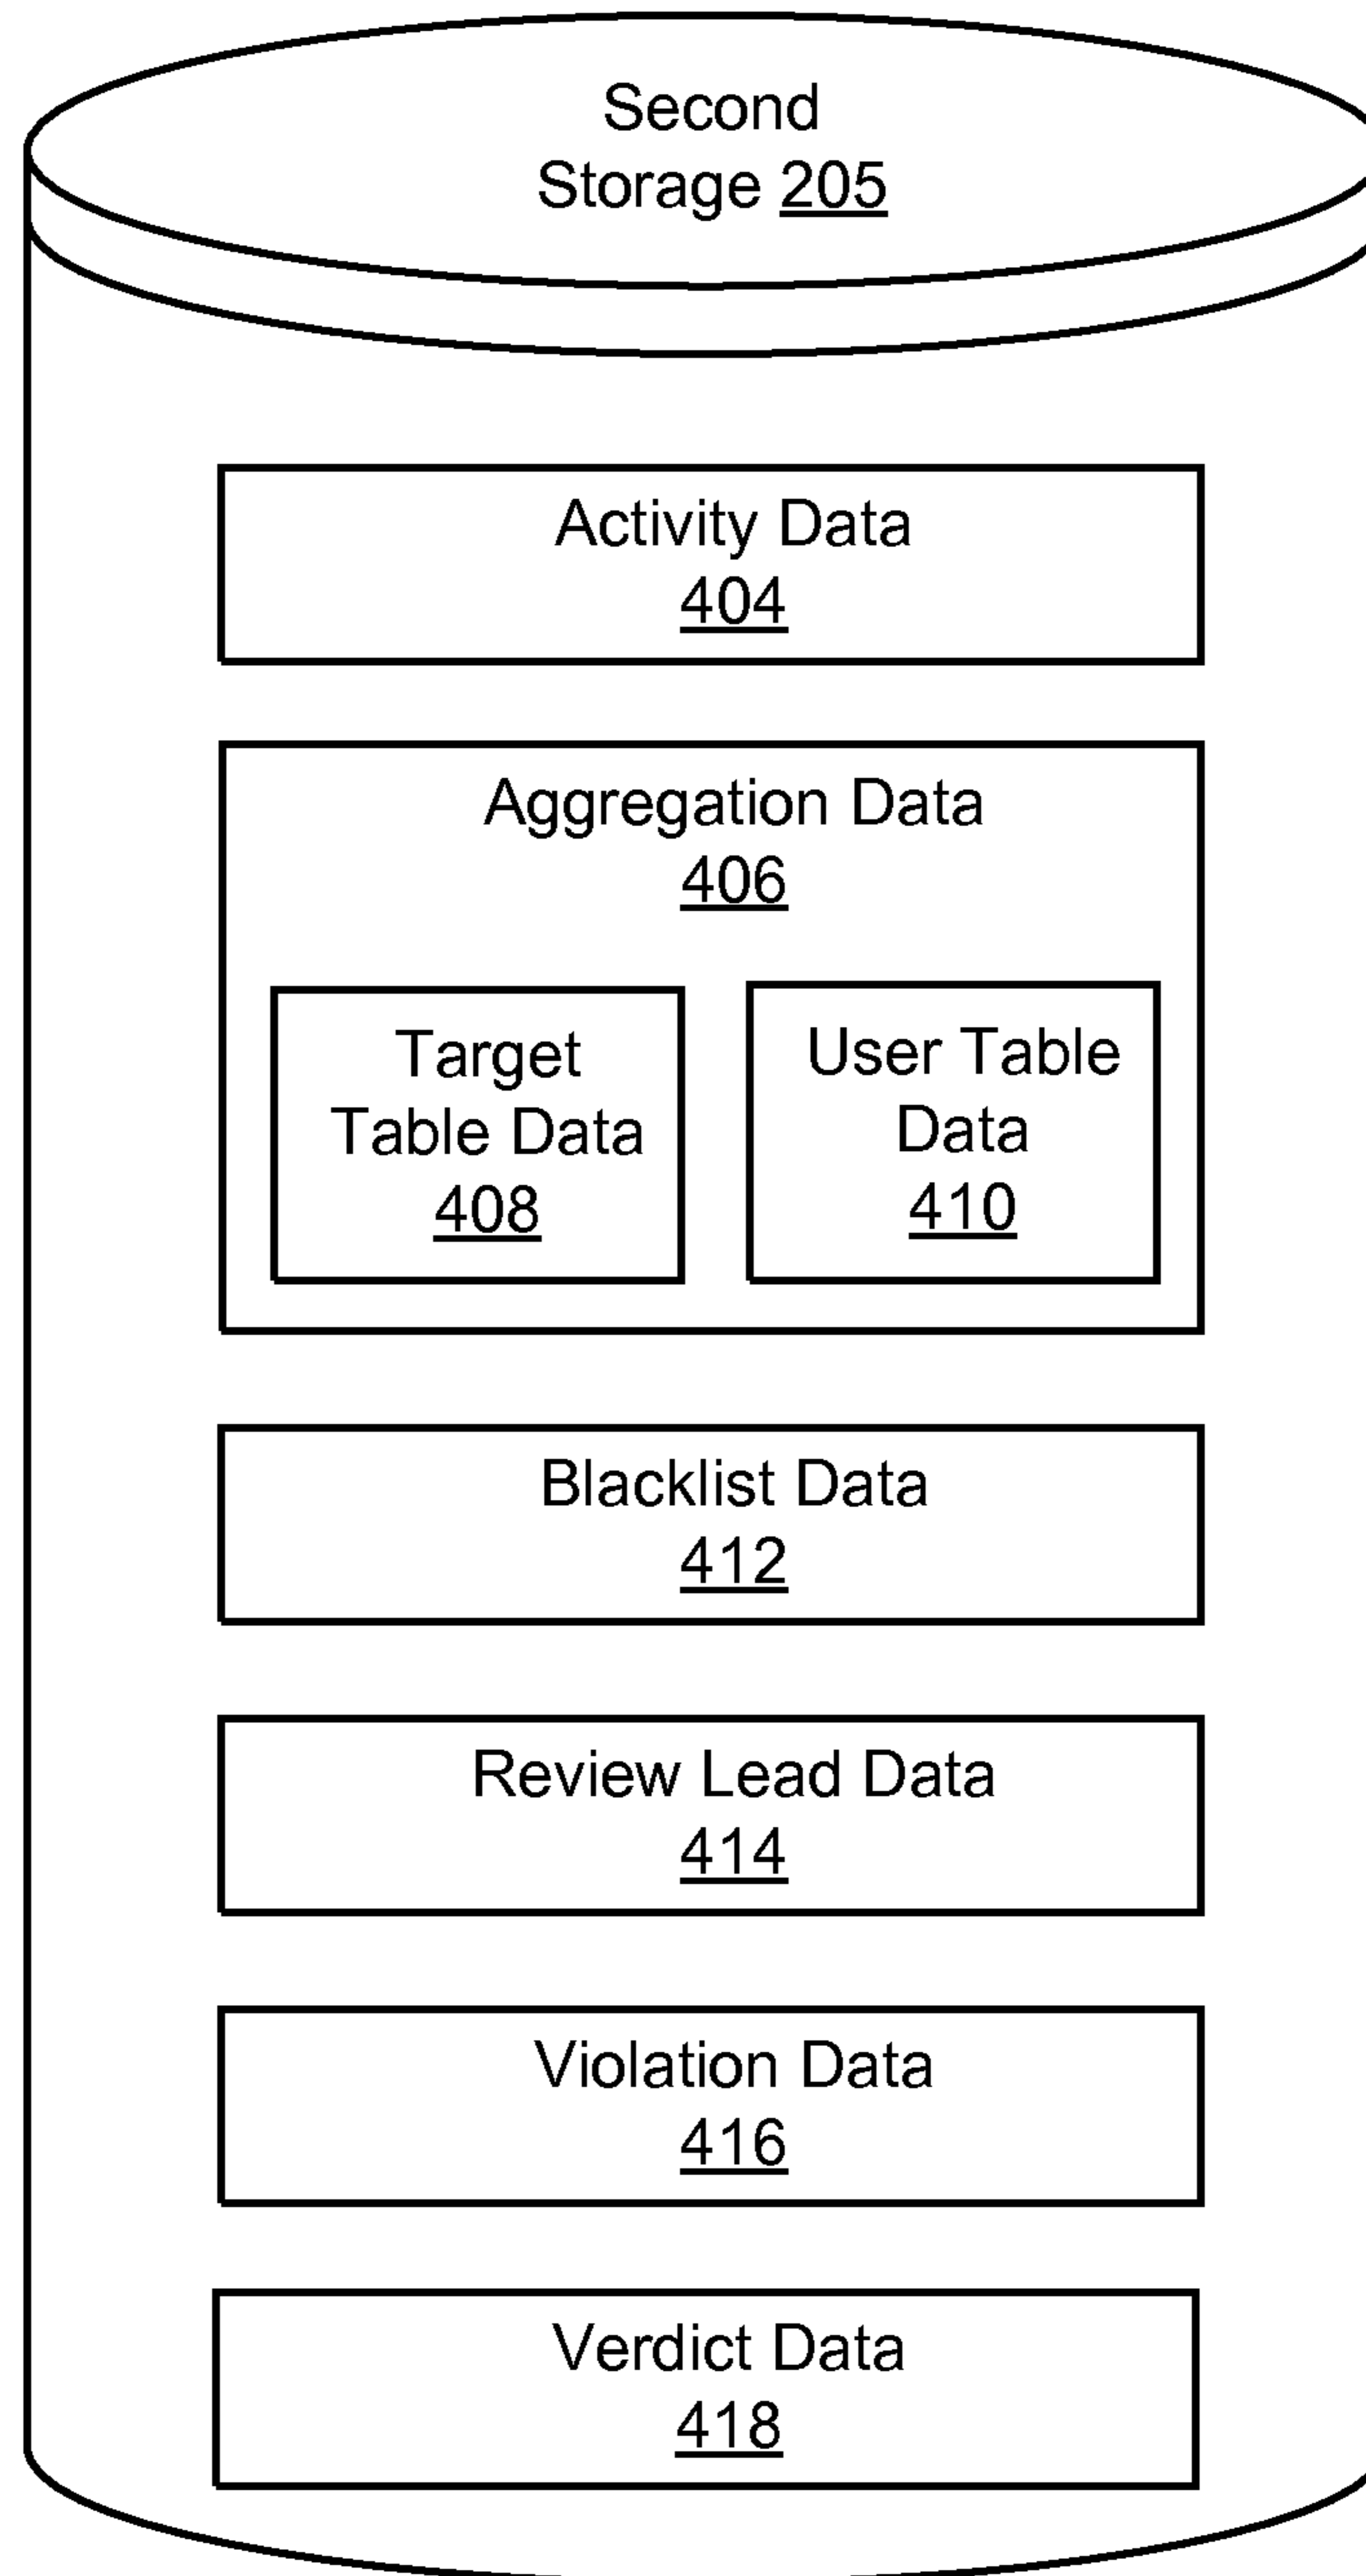 Second
Storage 205
Activity Data
404
Aggregation Data
406
Target
Table Data
408
User Table
Data
410
Blacklist Data
412
Review Lead Data
414
Violation Data
416
Verdict Data
418